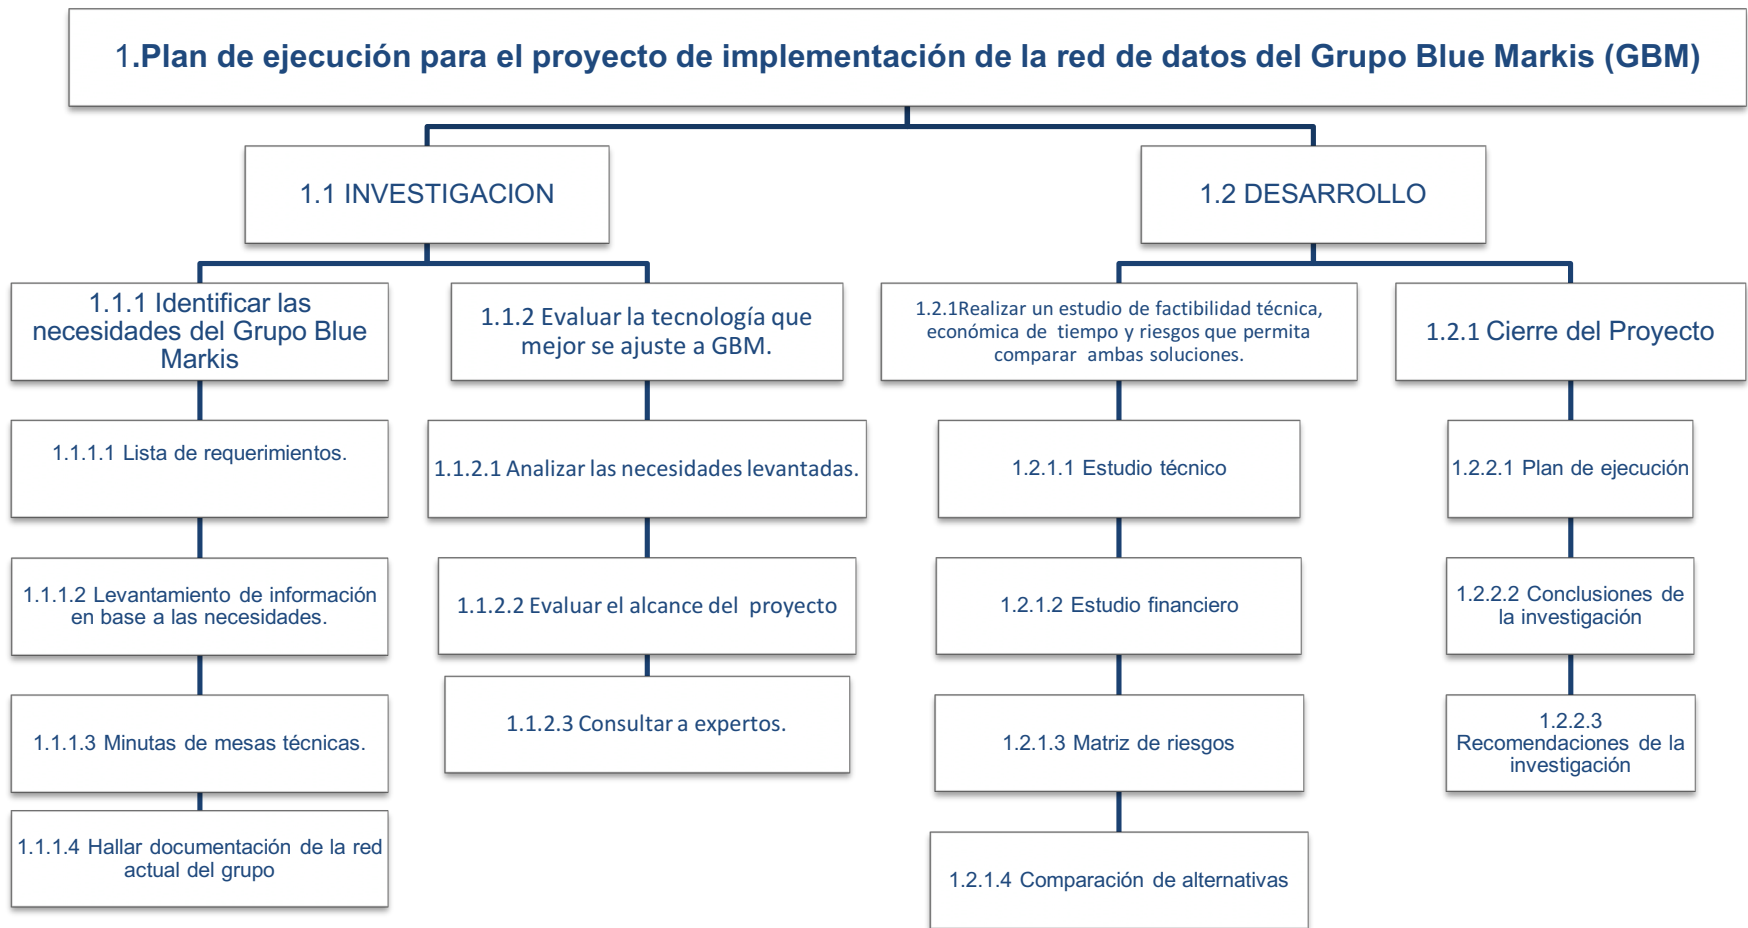 1.Plan de ejecución para el proyecto de implementación de la red de datos del Grupo Blue Markis (GBM)
1.1 INVESTIGACION
1.2 DESARROLLO
1.1.1 Identificar las
necesidades del Grupo Blue
Markis
1.1.2 Evaluar la tecnología que
mejor se ajuste a GBM.
1.2.1Realizar un estudio de factibilidad técnica,
económica de tiempo y riesgos que permita
comparar ambas soluciones.
1.2.1 Cierre del Proyecto
1.1.1.1 Lista de requerimientos.
1.1.2.1 Analizar las necesidades levantadas.
1.2.1.1 Estudio técnico
1.2.2.1 Plan de ejecución
1.1.1.2 Levantamiento de información
en base a las necesidades.
1.1.2.2 Evaluar el alcance del proyecto
1.2.1.2 Estudio financiero
1.2.2.2 Conclusiones de
la investigación
1.1.1.3 Minutas de mesas técnicas.
1.1.2.3 Consultar a expertos.
1.2.1.3 Matriz de riesgos
1.2.2.3
Recomendaciones de la
investigación
1.1.1.4 Hallar documentación de la red
actual del grupo
1.2.1.4 Comparación de alternativas